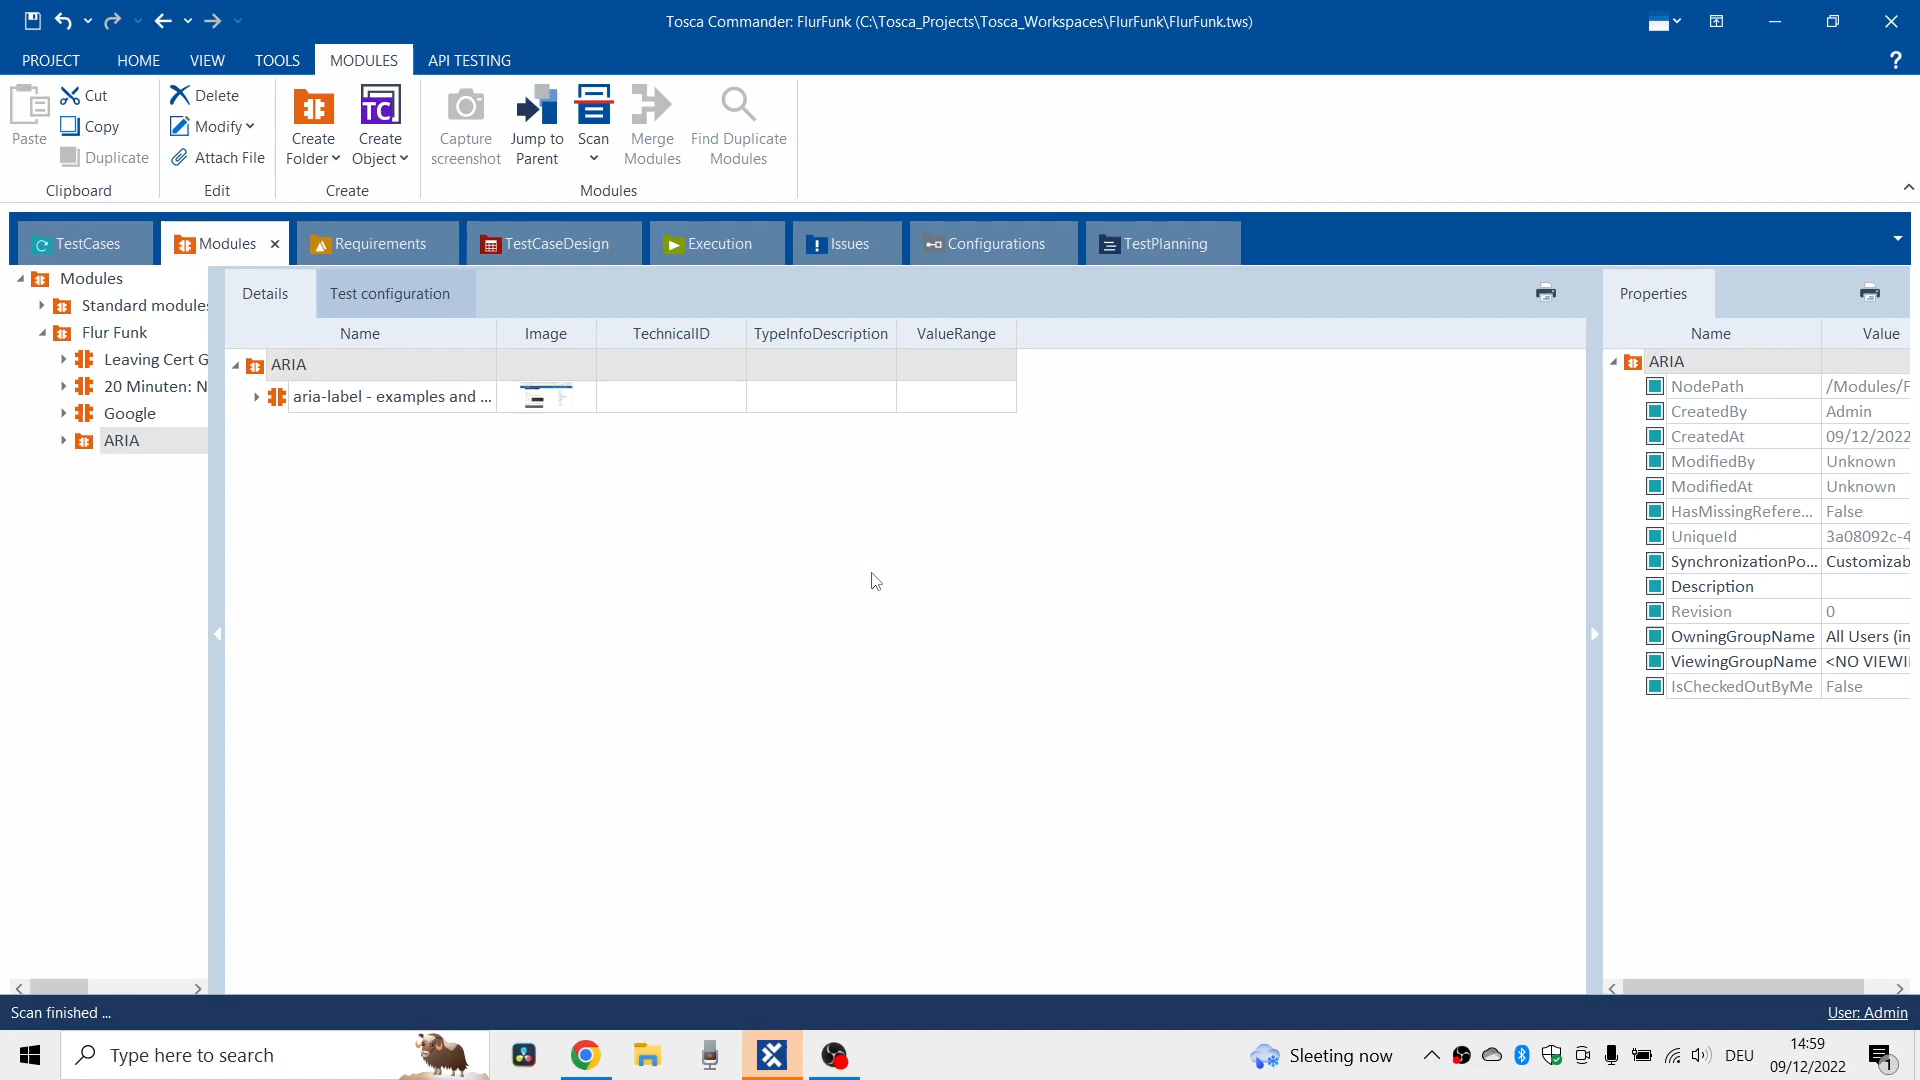 Tosca Commander: FlurFunk (C:\Tosca_Projects\Tosca_Workspaces\FlurFunk\FlurFunk.tws)
PROJECT HOME VIEW TOOLS MODULES API TESTING ?
Paste
Cut
Copy
Duplicate
Clipboard
Delete
Modify
Attach File
Edit
Create
Folder
TC
Create
Object
Create
Capture
screenshot
Jump to
Parent
Scan
Merge
Modules
Find Duplicate
Modules
Modules
TestCases Modules Requirements TestCaseDesign Execution Issues Configurations TestPlanning
Modules
Standard modules
Flur Funk
Leaving Cert G
20 Minuten: N
Google
ARIA
Details Test configuration
Name Image TechnicalID TypeInfoDescription ValueRange
ARIA
aria-label - examples and ...
Properties
Name Value
ARIA
NodePath /Modules/F
CreatedBy Admin
CreatedAt 09/12/2022
ModifiedBy Unknown
ModifiedAt Unknown
HasMissingRefere... False
UniqueId 3a08092c-4
SynchronizationPo... Customizab
Description
Revision 0
OwningGroupName All Users (in
ViewingGroupName <NO VIEWI
IsCheckedOutByMe False
Scan finished ...
User: Admin
Type here to search
Sleeting now
DEU
14:59
09/12/2022
1